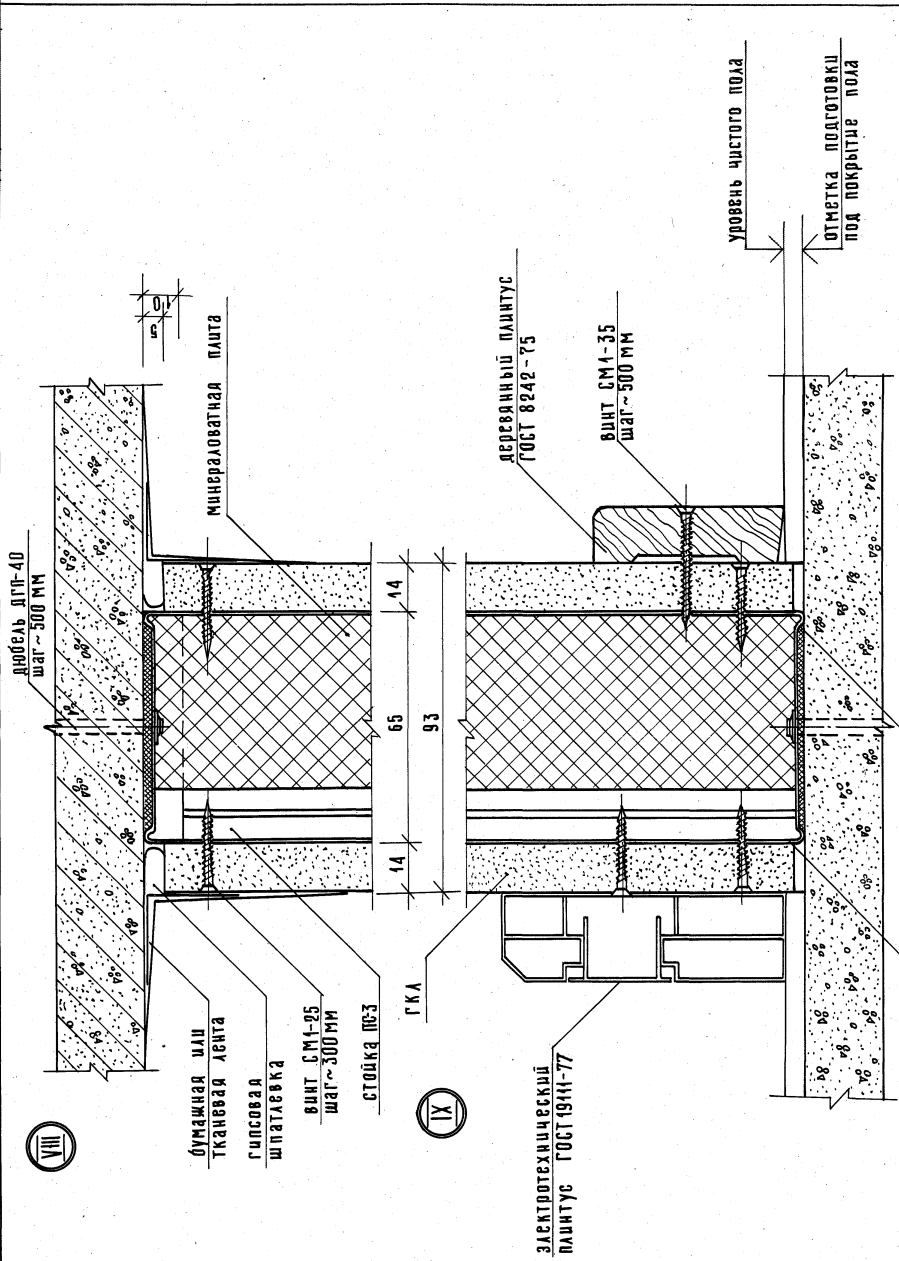 VIII
дюбель ДГП-40
шаг ~ 500 мм
5
10
минераловатная плита
бумажная или
тканевая лента
гипсовая
шпатлевка
винт СМ1-25
шаг ~ 300 мм
стойка ПС-3
14
65
14
93
IX
ГКЛ
электротехнический
плинтус ГОСТ 19111-77
деревянный плинтус
ГОСТ 8242-75
винт СМ1-35
шаг ~ 500 мм
уровень чистого пола
отметка подготовки
под покрытие пола